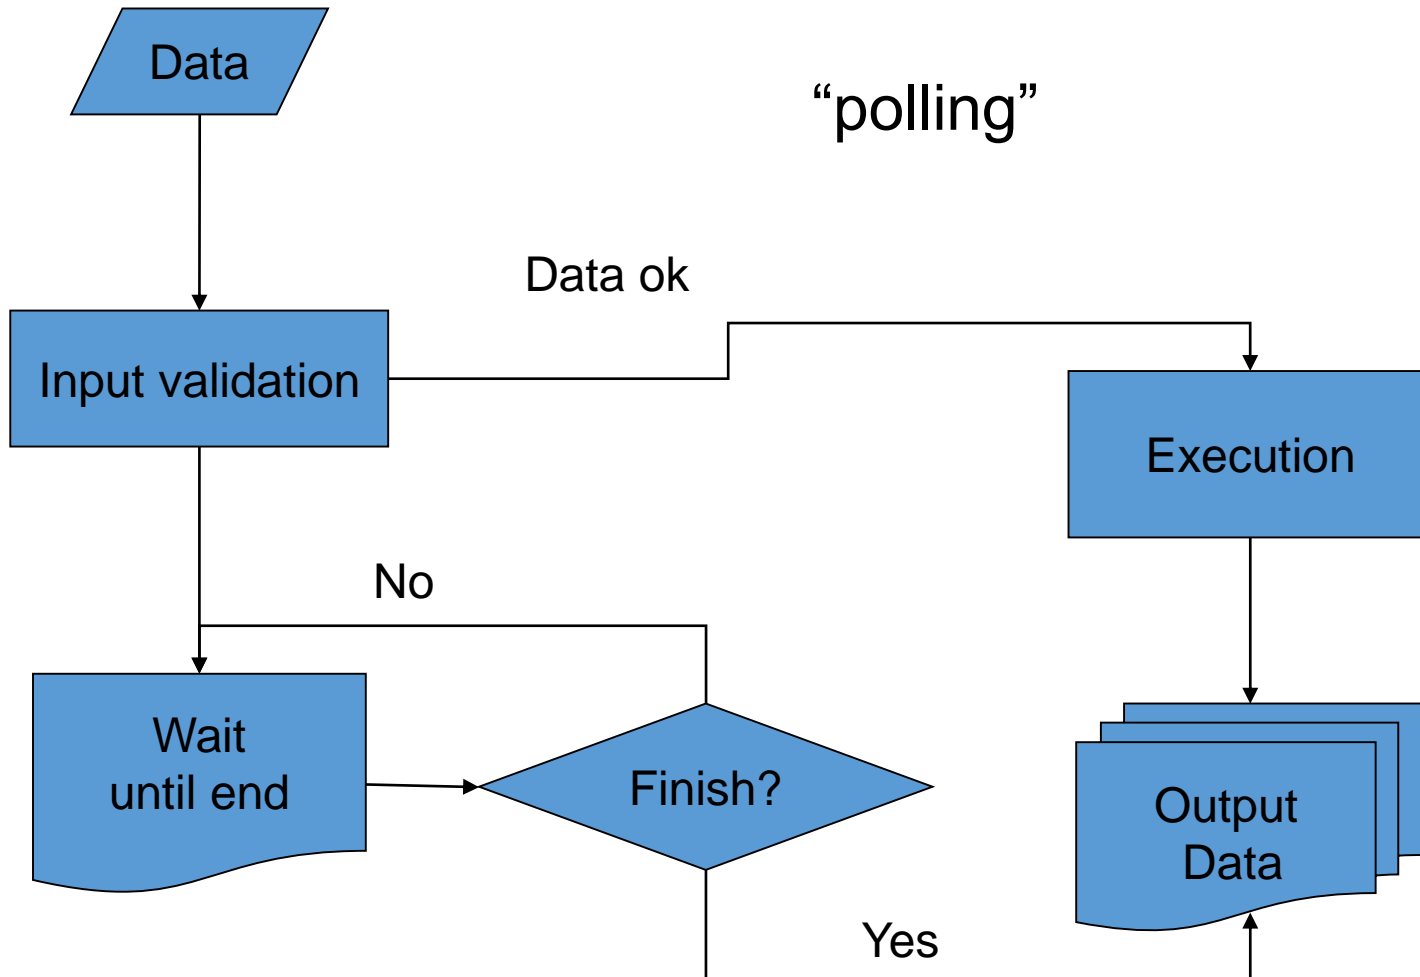 Data
“polling”
Data ok
Input validation
Execution
No
Wait
until end
Finish?
Output
Data
Yes